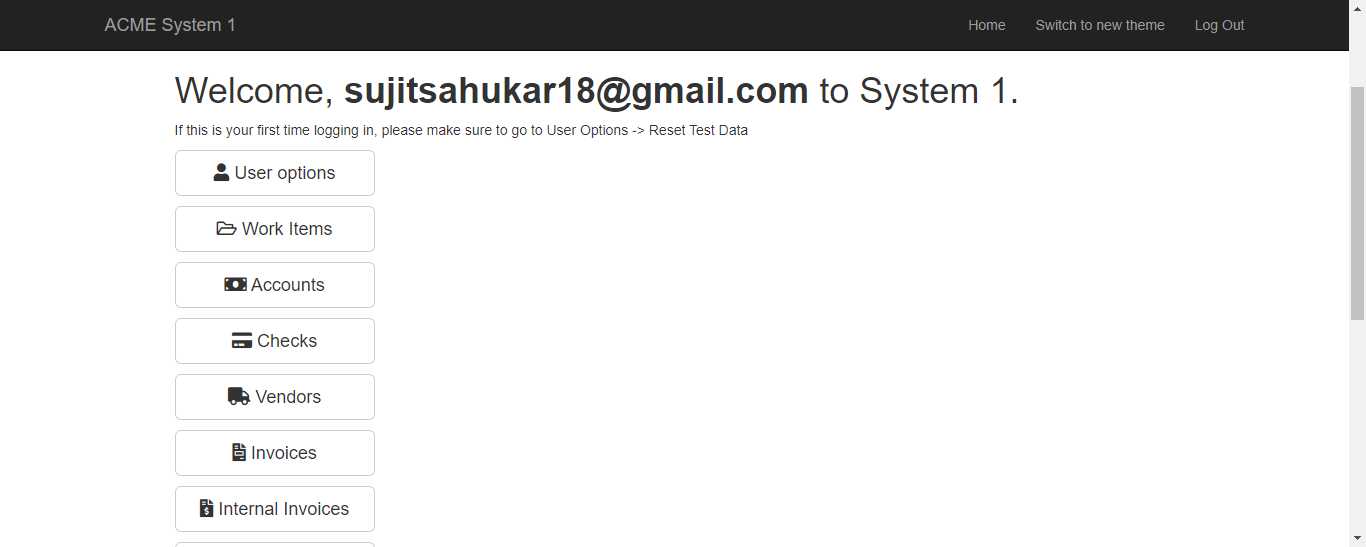 ACME System 1
Home
Switch to new theme
Log Out
Welcome, sujitsahukar18@gmail.com to System 1.
If this is your first time logging in, please make sure to go to User Options -> Reset Test Data
User options
Work Items
Accounts
Checks
Vendors
Invoices
Internal Invoices